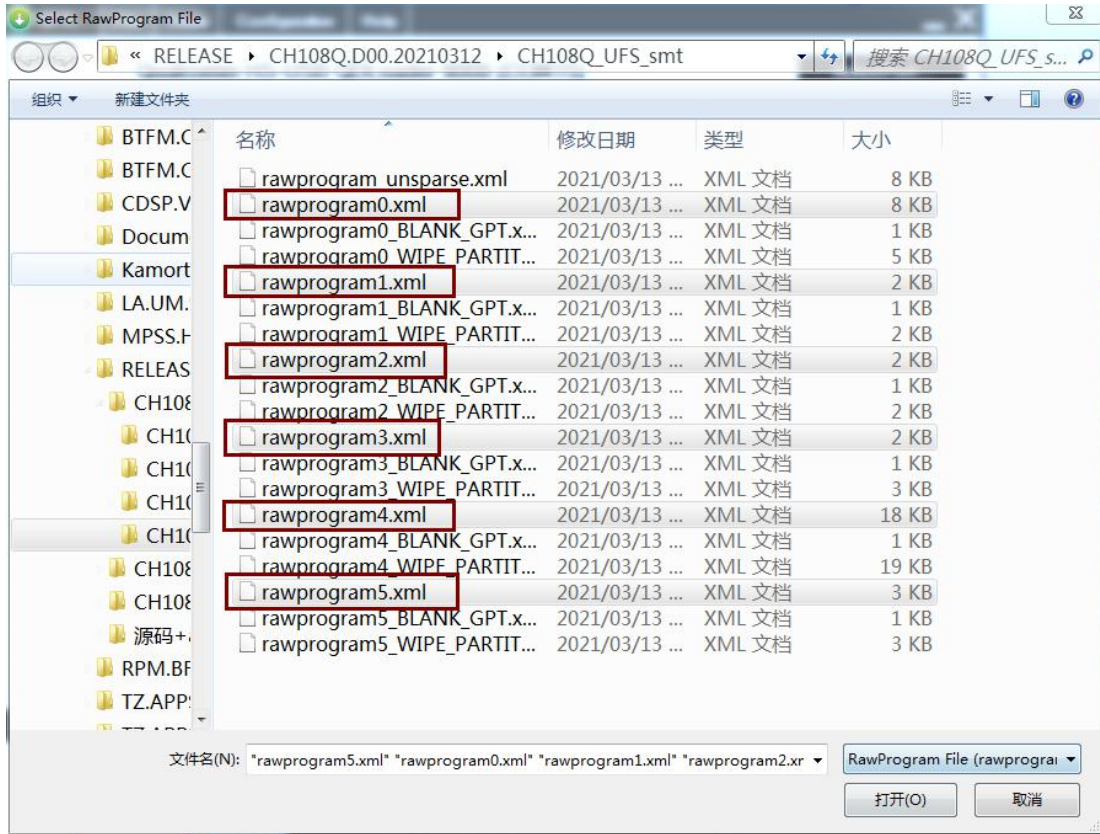 Select RawProgram File
« RELEASE ▸ CH108Q.D00.20210312 ▸ CH108Q_UFS_smt
搜索 CH108Q_UFS_s...
组织 新建文件夹
名称 修改日期 类型 大小
BTFM.C
BTFM.C
CDSP.V
Docum
Kamort
LA.UM.
MPSS.H
RELEAS
CH108
CH10
CH10
CH10
CH10
CH108
CH108
源码+
RPM.BF
TZ.APP
rawprogram_unsparse.xml 2021/03/13 ... XML 文档 8 KB
rawprogram0.xml 2021/03/13 ... XML 文档 8 KB
rawprogram0_BLANK_GPT.x... 2021/03/13 ... XML 文档 1 KB
rawprogram0_WIPE_PARTIT... 2021/03/13 ... XML 文档 5 KB
rawprogram1.xml 2021/03/13 ... XML 文档 2 KB
rawprogram1_BLANK_GPT.x... 2021/03/13 ... XML 文档 1 KB
rawprogram1_WIPE_PARTIT... 2021/03/13 ... XML 文档 2 KB
rawprogram2.xml 2021/03/13 ... XML 文档 2 KB
rawprogram2_BLANK_GPT.x... 2021/03/13 ... XML 文档 1 KB
rawprogram2_WIPE_PARTIT... 2021/03/13 ... XML 文档 2 KB
rawprogram3.xml 2021/03/13 ... XML 文档 2 KB
rawprogram3_BLANK_GPT.x... 2021/03/13 ... XML 文档 1 KB
rawprogram3_WIPE_PARTIT... 2021/03/13 ... XML 文档 3 KB
rawprogram4.xml 2021/03/13 ... XML 文档 18 KB
rawprogram4_BLANK_GPT.x... 2021/03/13 ... XML 文档 1 KB
rawprogram4_WIPE_PARTIT... 2021/03/13 ... XML 文档 19 KB
rawprogram5.xml 2021/03/13 ... XML 文档 3 KB
rawprogram5_BLANK_GPT.x... 2021/03/13 ... XML 文档 1 KB
rawprogram5_WIPE_PARTIT... 2021/03/13 ... XML 文档 3 KB
文件名(N): "rawprogram5.xml" "rawprogram0.xml" "rawprogram1.xml" "rawprogram2.xr
RawProgram File (rawprogra
打开(O) 取消